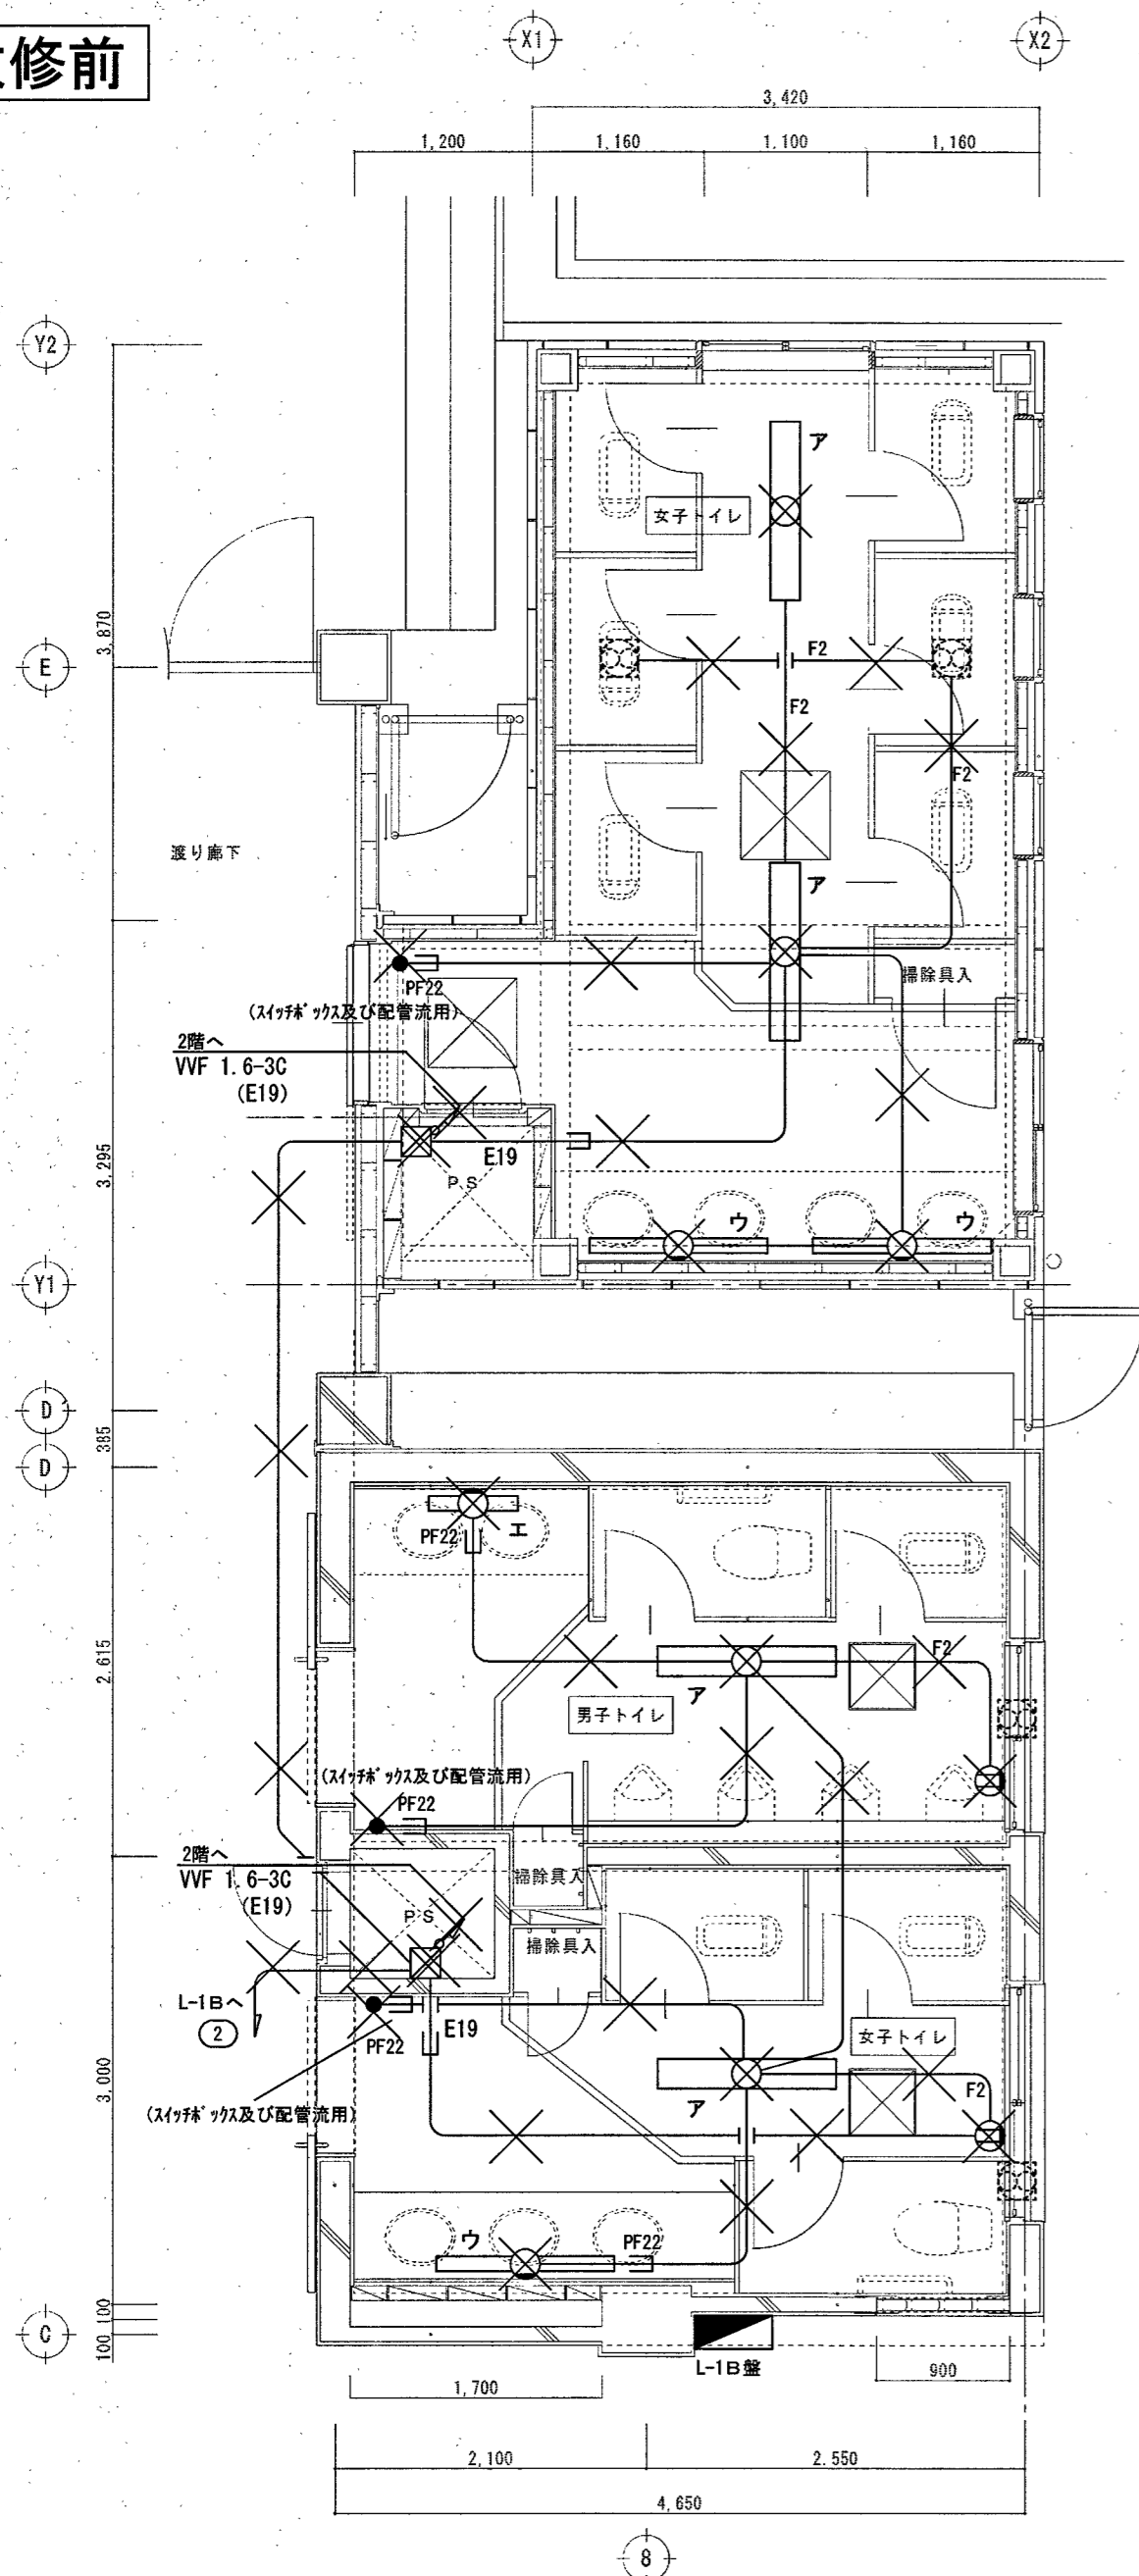 修前
X1
X2
3,420
1,200
1,160
1,100
1,160
Y2
ア
女子トイレ
3,870
E
F2
F2
F2
渡り廊下
ア
掃除具入
PF22
(スイッチボックス及び配管流用)
2階へ
VVF 1.6-3C
(E19)
E19
PS
3,295
ウ
ウ
Y1
D
385
D
PF22
エ
2,615
F2
ア
男子トイレ
(スイッチボックス及び配管流用)
PF22
2階へ
VVF 1.6-3C
(E19)
掃除具入
PS
掃除具入
L-1Bへ
2
E19
PF22
女子トイレ
3,000
F2
ア
(スイッチボックス及び配管流用)
ウ
PF22
100
C
100
L-1B盤
900
1,700
2,100
2,550
4,650
8